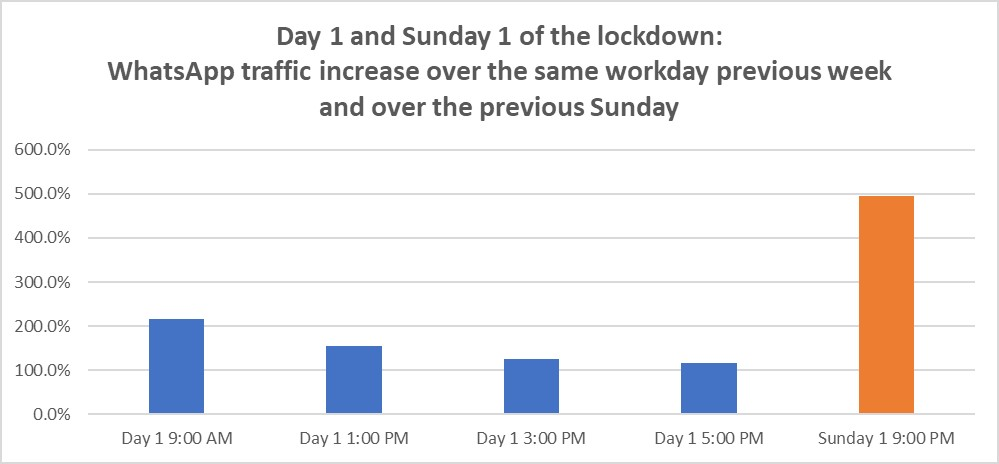 Day 1 and Sunday 1 of the lockdown:
WhatsApp traffic increase over the same workday previous week
and over the previous Sunday
600.0%
500.0%
400.0%
300.0%
200.0%
100.0%
0.0%
Day 1 9:00 AM
Day 1 1:00 PM
Day 1 3:00 PM
Day 1 5:00 PM
Sunday 1 9:00 PM